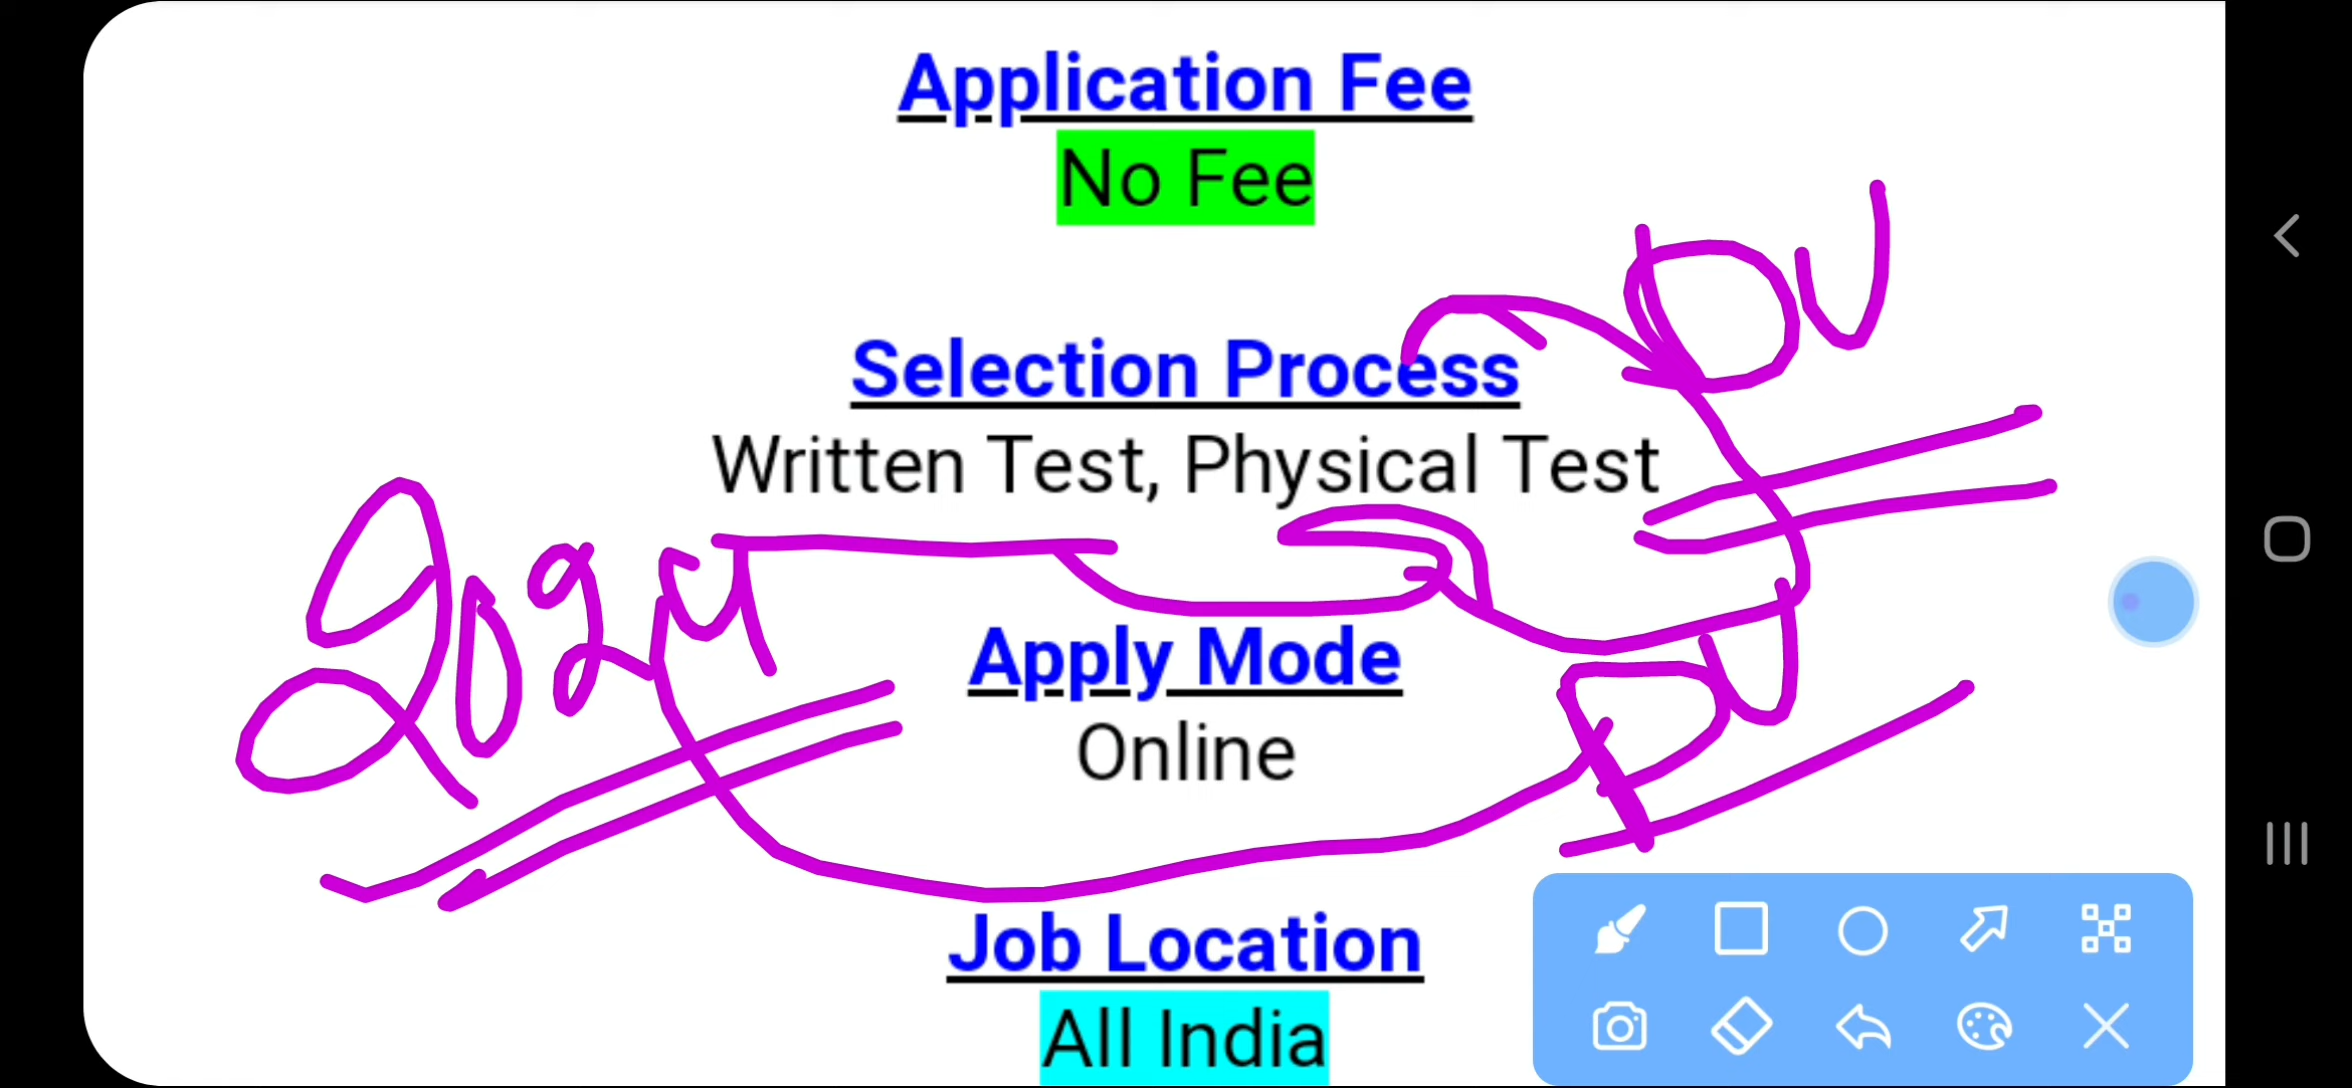 Application Fee
No Fee
Selection Process
Written Test, Physical Test
2024
Apply Mode
Online
Job Location
All India